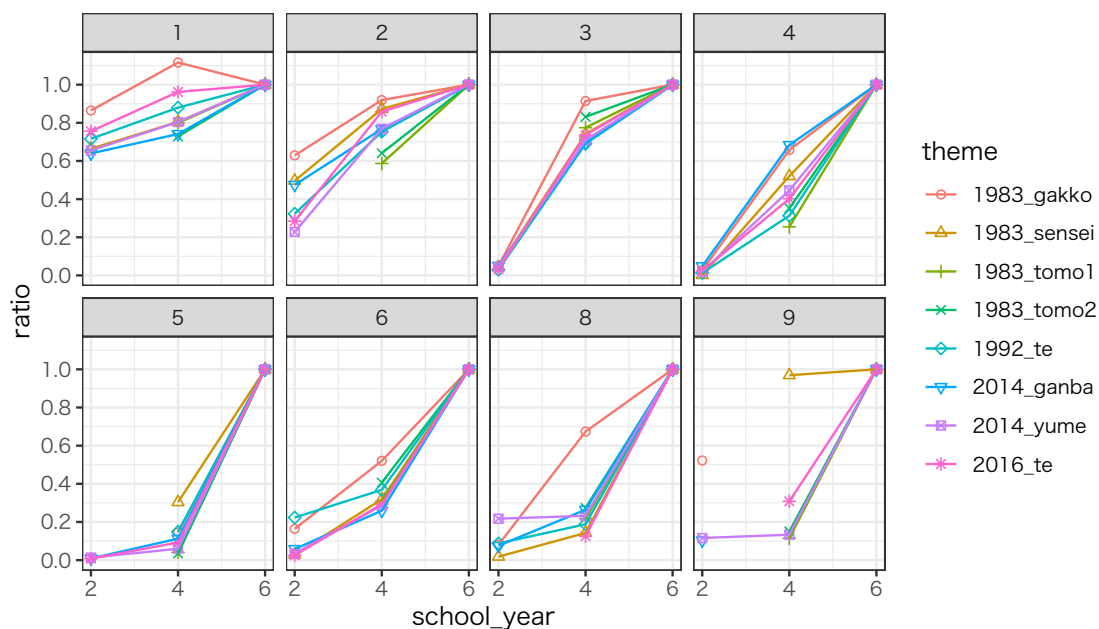 1
2
3
4
1.0
0.8
0.6
0.4
0.2
0.0
ratio
5
6
8
9
1.0
0.8
0.6
0.4
0.2
0.0
2 4 6
2 4 6
2 4 6
2 4 6
school_year
theme
1983_gakko
1983_sensei
1983_tomo1
1983_tomo2
1992_te
2014_ganba
2014_yume
2016_te